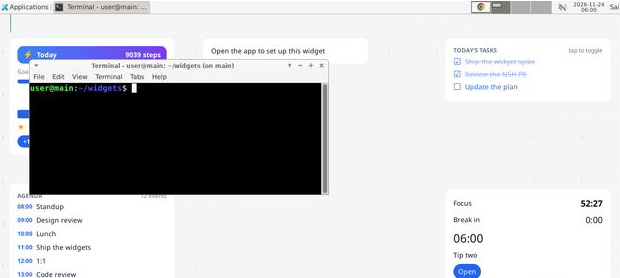 Applications
Terminal - user@main: ...
2026-11-24
06:00
Sai
Today
9039 steps
Goa
Open the app to set up this widget
TODAY'S TASKS
tap to toggle
Ship the widget spike
Review the NSH PR
Update the plan
Terminal - user@main: ~/widgets (on main)
File Edit View Terminal Tabs Help
user@main:~/widgets$
AGENDA
12 events
08:00 Standup
09:00 Design review
10:00 Lunch
11:00 Ship the widgets
12:00 1:1
13:00 Code review
Focus 52:27
Break in 0:00
06:00
Tip two
Open